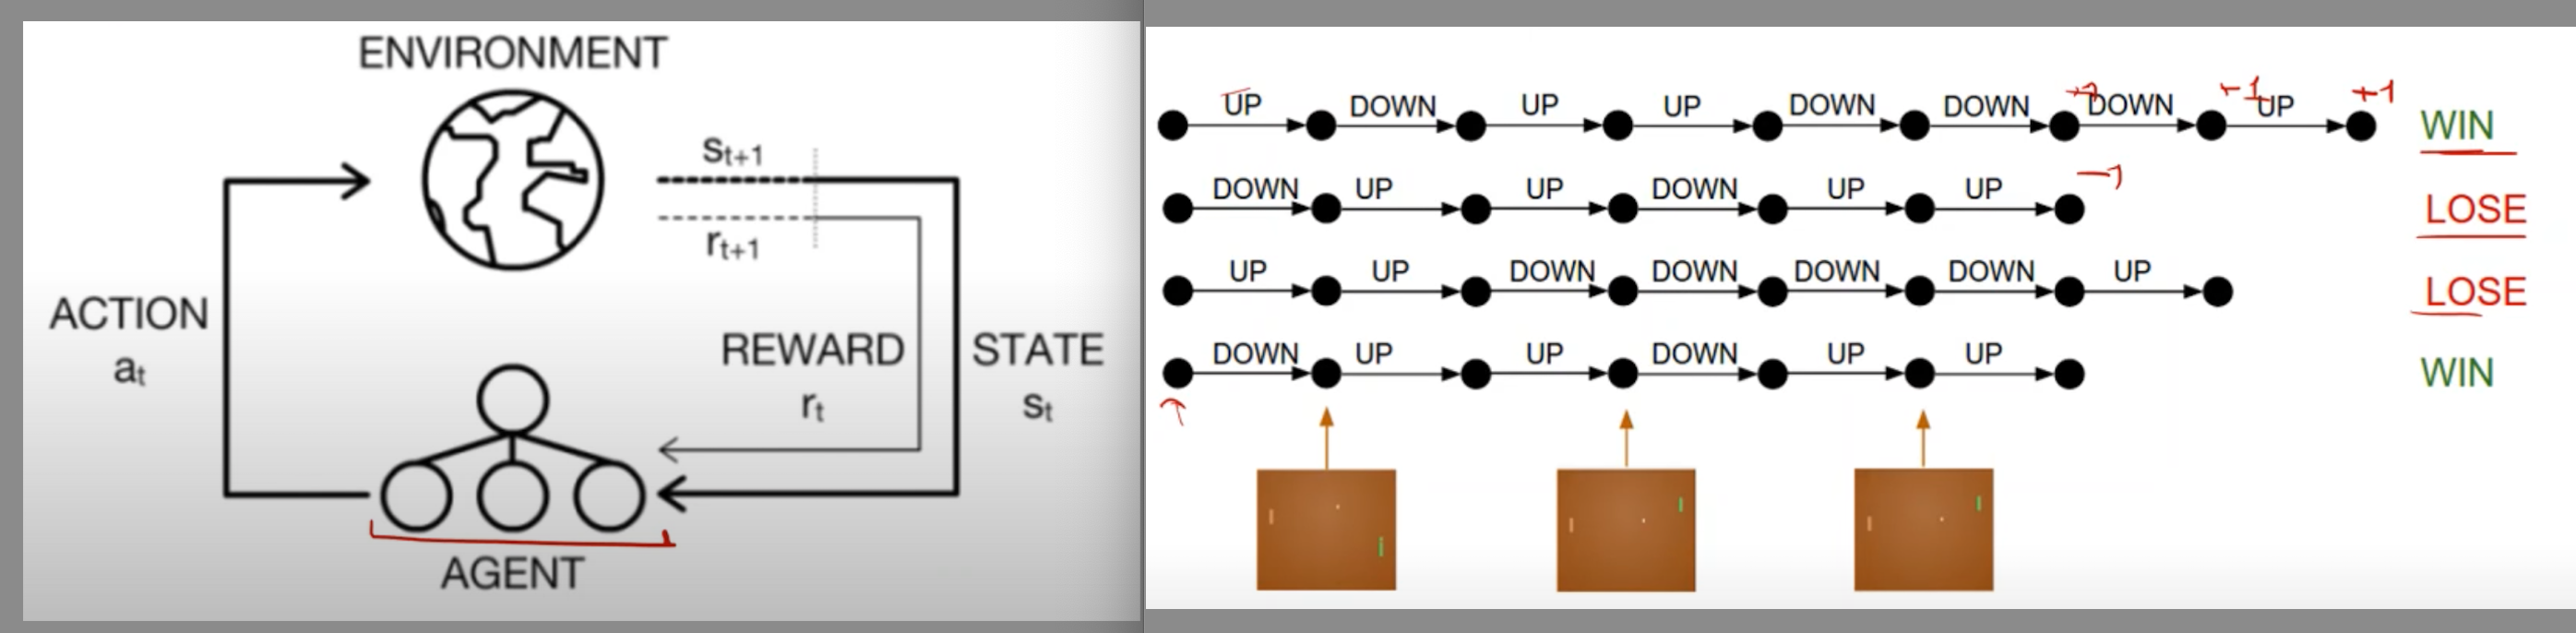 ENVIRONMENT
s_{t+1}
r_{t+1}
ACTION
a_t
REWARD
r_t
STATE
s_t
AGENT
UP DOWN UP UP DOWN DOWN DOWN UP WIN
+1 +1
DOWN UP UP DOWN UP UP LOSE
UP UP DOWN DOWN DOWN DOWN UP LOSE
DOWN UP UP DOWN UP UP WIN